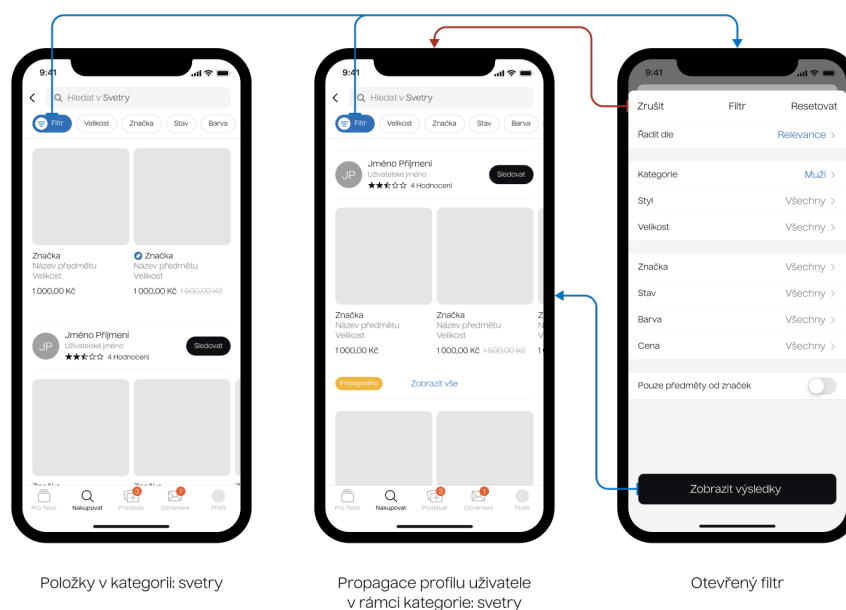 9:41
Hledat v Svetry
Filtr Velikost Značka Stav Barva
Značka
Název předmětu
Velikost
1 000,00 Kč
Značka
Název předmětu
Velikost
1 000,00 Kč 1 500,00 Kč
JP
Jméno Příjmení
Uživatelské jméno
4 Hodnocení
Sledovat
Pro Tebe
Nakupovat
3
Prodávat
7
Oznámení
Profil
Položky v kategorii: svetry
9:41
Hledat v Svetry
Filtr Velikost Značka Stav Barva
JP
Jméno Příjmení
Uživatelské jméno
4 Hodnocení
Sledovat
Značka
Název předmětu
Velikost
1 000,00 Kč
Značka
Název předmětu
Velikost
1 000,00 Kč 1 500,00 Kč
Propagováno
Zobrazit vše
Pro Tebe
Nakupovat
3
Prodávat
1
Oznámení
Profil
Propagace profilu uživatele
v rámci kategorie: svetry
9:41
Zrušit Filtr Resetovat
Řadit dle Relevance
Kategorie Muži
Styl Všechny
Velikost Všechny
Značka Všechny
Stav Všechny
Barva Všechny
Cena Všechny
Pouze předměty od značek
Zobrazit výsledky
Otevřený filtr